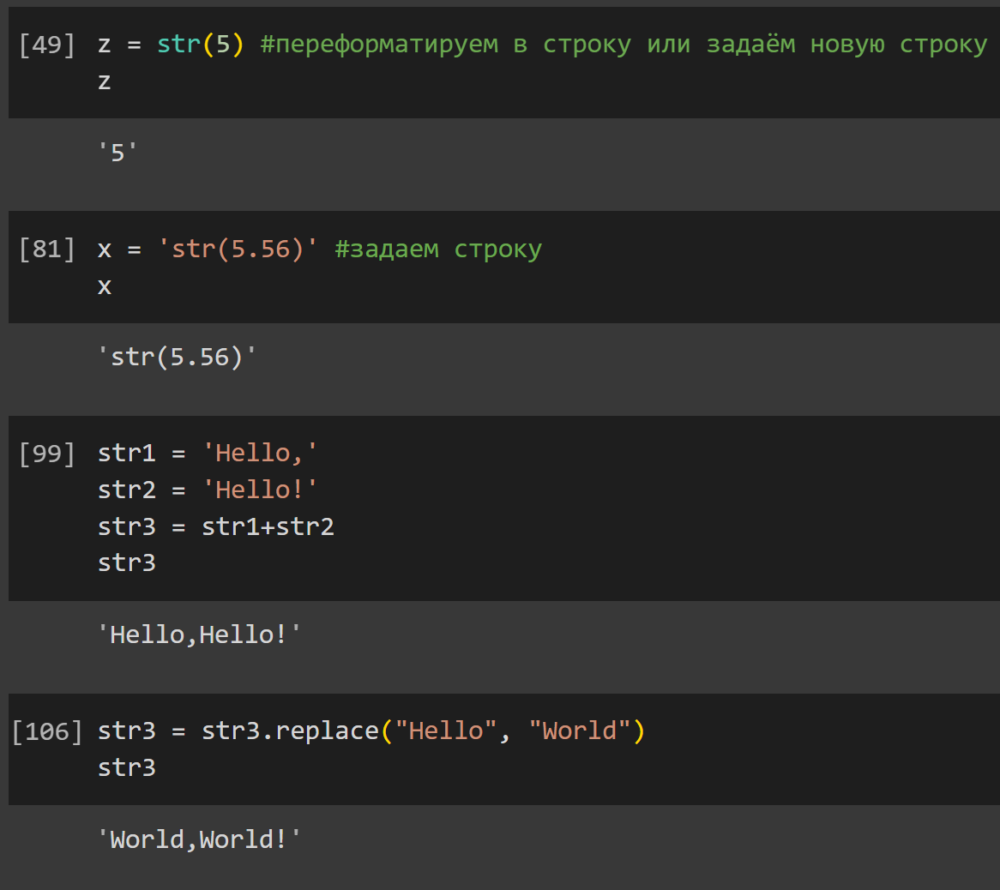 [49] z = str(5) #переформатируем в строку или задаём новую строку
z
'5'
[81] x = 'str(5.56)' #задаем строку
x
'str(5.56)'
[99] str1 = 'Hello,'
str2 = 'Hello!'
str3 = str1+str2
str3
'Hello,Hello!'
[106] str3 = str3.replace("Hello", "World")
str3
'World,World!'